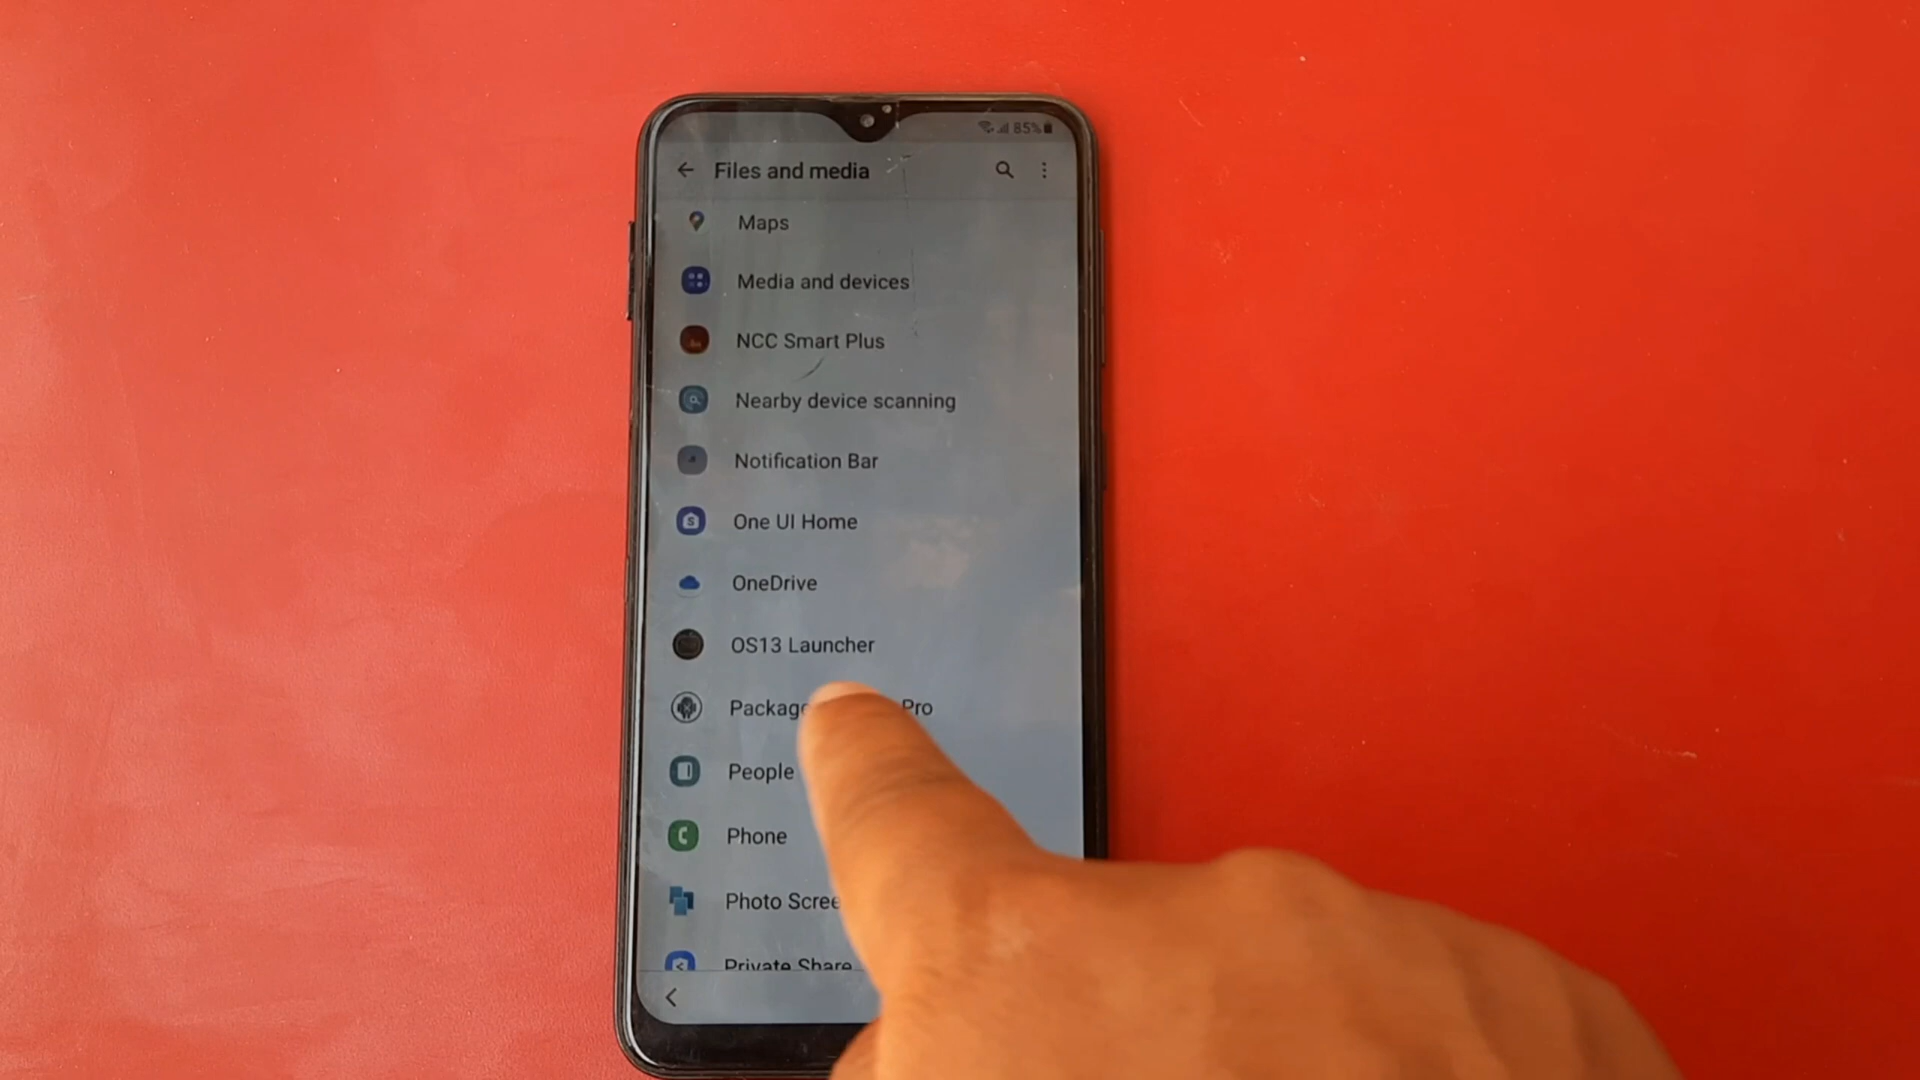 85%
Files and media
Maps
Media and devices
NCC Smart Plus
Nearby device scanning
Notification Bar
One UI Home
OneDrive
OS13 Launcher
Package Pro
People
Phone
Photo Scree
Private Share